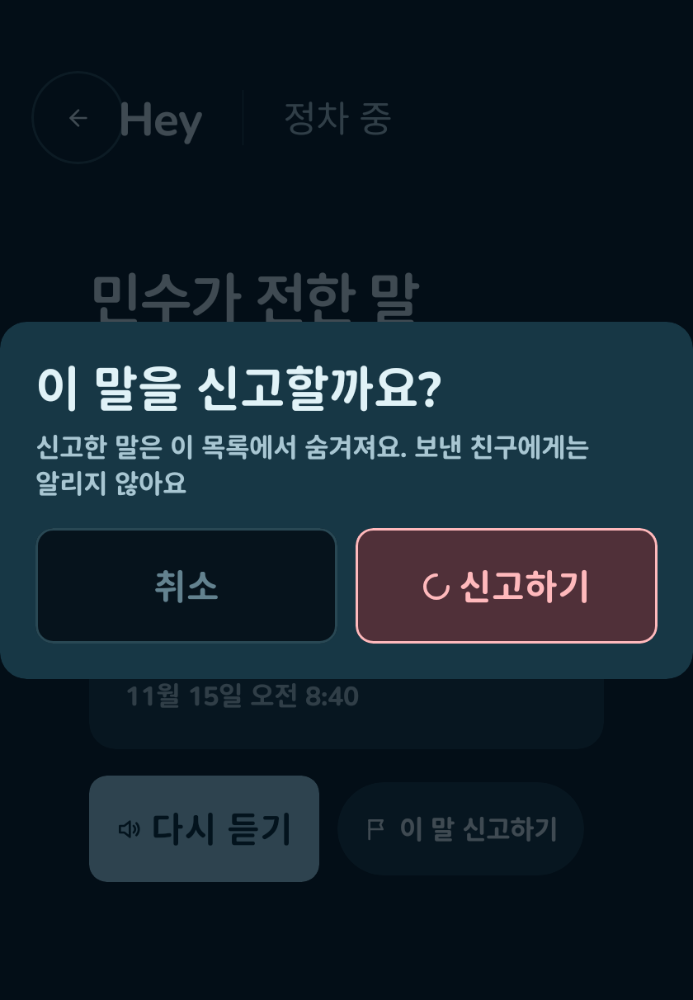 Hey
정차 중
민수가 전한 말
이 말을 신고할까요?
신고한 말은 이 목록에서 숨겨져요. 보낸 친구에게는
알리지 않아요
취소
신고하기
11월 15일 오전 8:40
다시 듣기
이 말 신고하기